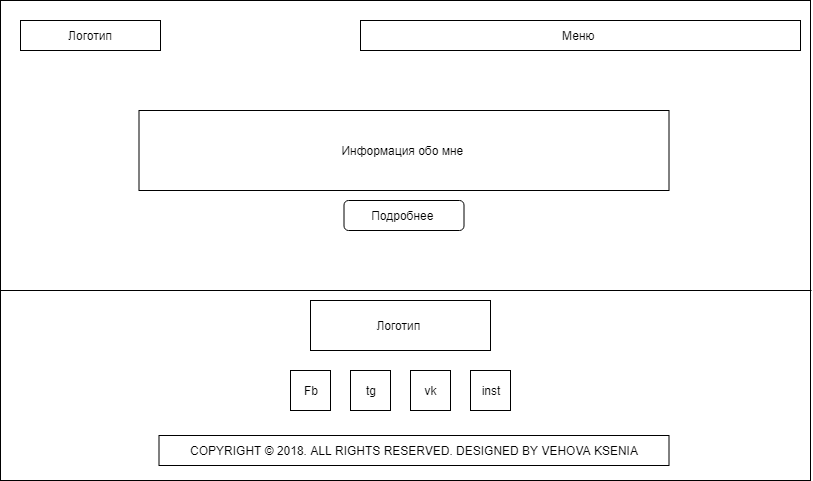 Логотип
Меню
Информация обо мне
Подробнее
Логотип
Fb
tg
vk
inst
COPYRIGHT © 2018. ALL RIGHTS RESERVED. DESIGNED BY VEHOVA KSENIA